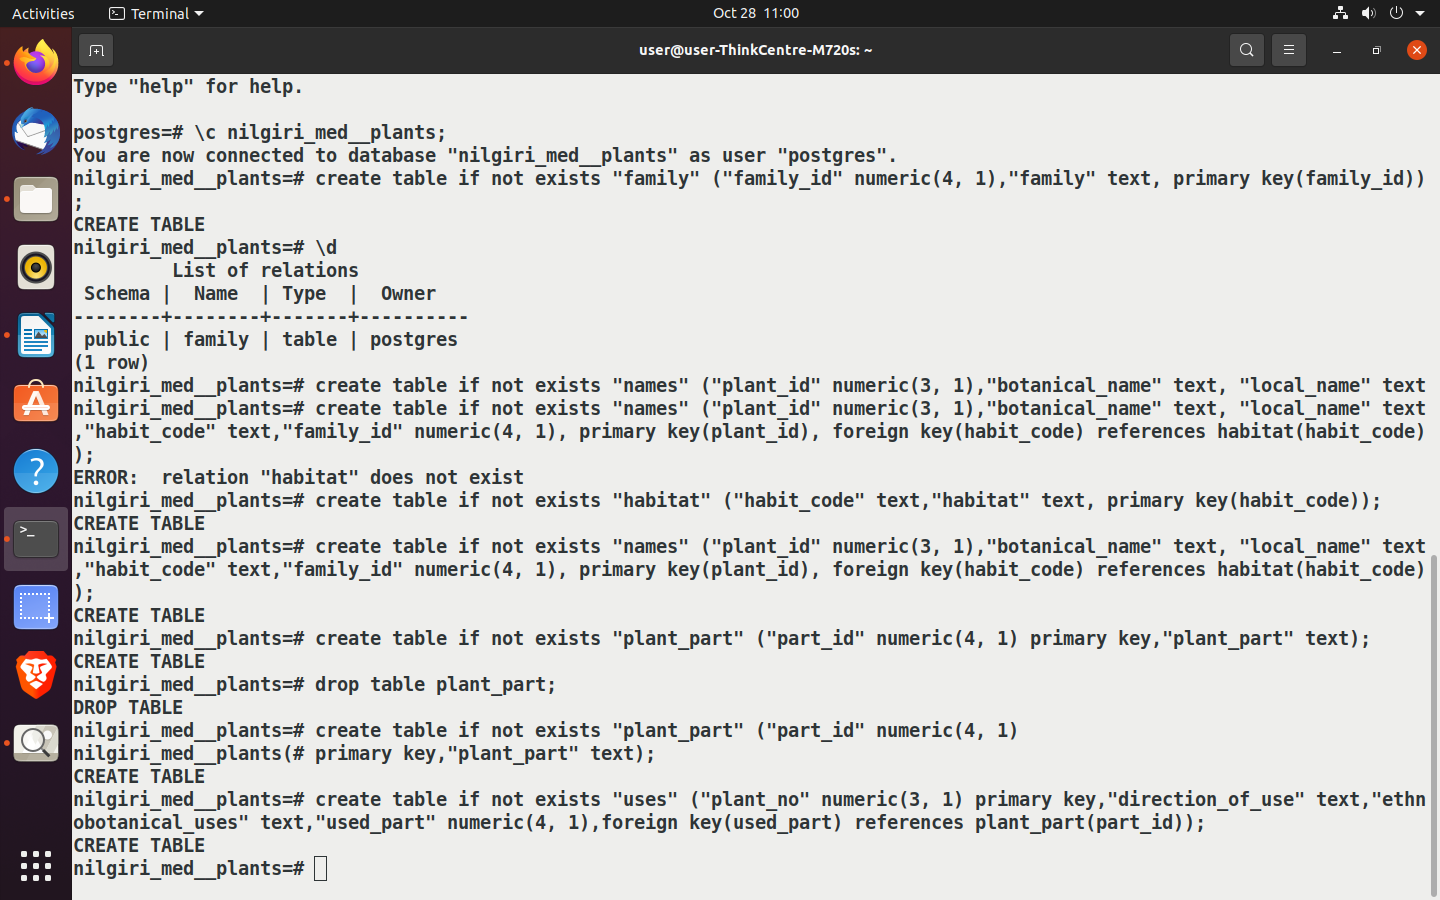 Activities
Terminal
Oct 28 11:00
user@user-ThinkCentre-M720s: ~
Type "help" for help.
postgres=# \c nilgiri_med__plants;
You are now connected to database "nilgiri_med__plants" as user "postgres".
nilgiri_med__plants=# create table if not exists "family" ("family_id" numeric(4, 1),"family" text, primary key(family_id))
;
CREATE TABLE
nilgiri_med__plants=# \d
List of relations
Schema | Name | Type | Owner
--------+--------+-------+----------
public | family | table | postgres
(1 row)
nilgiri_med__plants=# create table if not exists "names" ("plant_id" numeric(3, 1),"botanical_name" text, "local_name" text
nilgiri_med__plants=# create table if not exists "names" ("plant_id" numeric(3, 1),"botanical_name" text, "local_name" text
,"habit_code" text,"family_id" numeric(4, 1), primary key(plant_id), foreign key(habit_code) references habitat(habit_code)
);
ERROR:  relation "habitat" does not exist
nilgiri_med__plants=# create table if not exists "habitat" ("habit_code" text,"habitat" text, primary key(habit_code));
CREATE TABLE
nilgiri_med__plants=# create table if not exists "names" ("plant_id" numeric(3, 1),"botanical_name" text, "local_name" text
,"habit_code" text,"family_id" numeric(4, 1), primary key(plant_id), foreign key(habit_code) references habitat(habit_code)
);
CREATE TABLE
nilgiri_med__plants=# create table if not exists "plant_part" ("part_id" numeric(4, 1) primary key,"plant_part" text);
CREATE TABLE
nilgiri_med__plants=# drop table plant_part;
DROP TABLE
nilgiri_med__plants=# create table if not exists "plant_part" ("part_id" numeric(4, 1)
nilgiri_med__plants(# primary key,"plant_part" text);
CREATE TABLE
nilgiri_med__plants=# create table if not exists "uses" ("plant_no" numeric(3, 1) primary key,"direction_of_use" text,"ethn
obotanical_uses" text,"used_part" numeric(4, 1),foreign key(used_part) references plant_part(part_id));
CREATE TABLE
nilgiri_med__plants=#